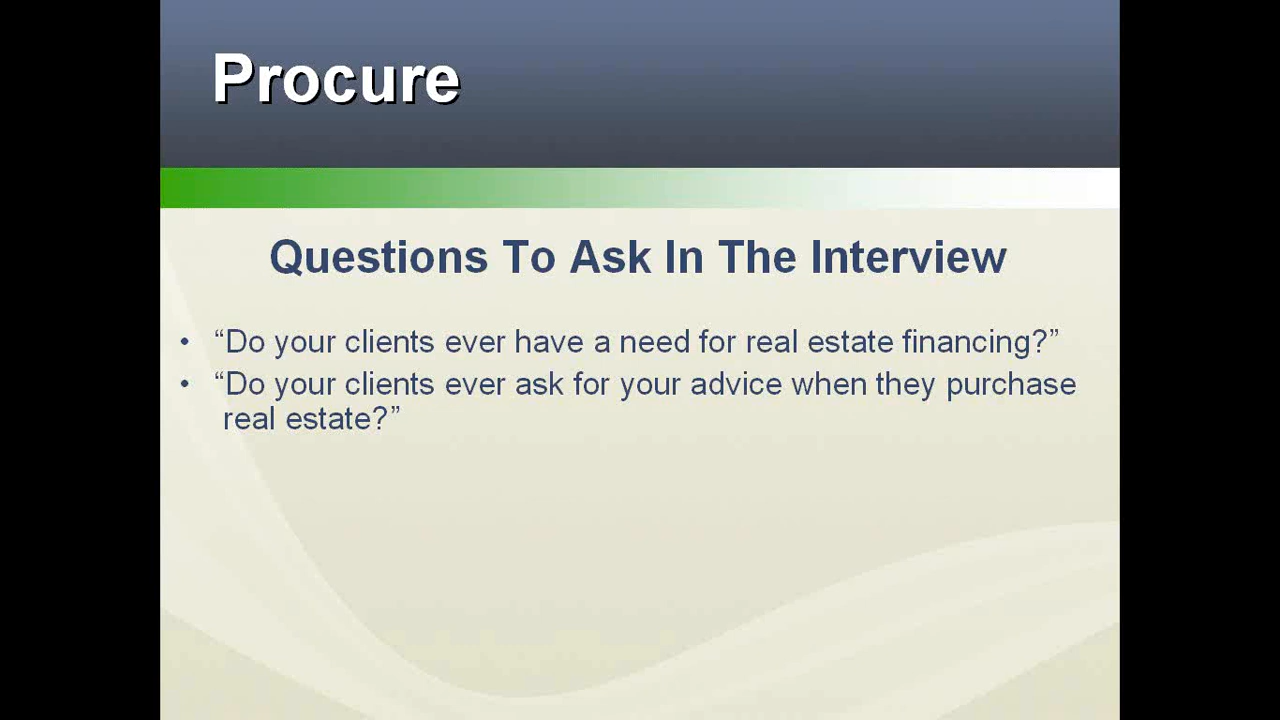 Procure
Questions To Ask In The Interview
• “Do your clients ever have a need for real estate financing?”
• “Do your clients ever ask for your advice when they purchase
real estate?”